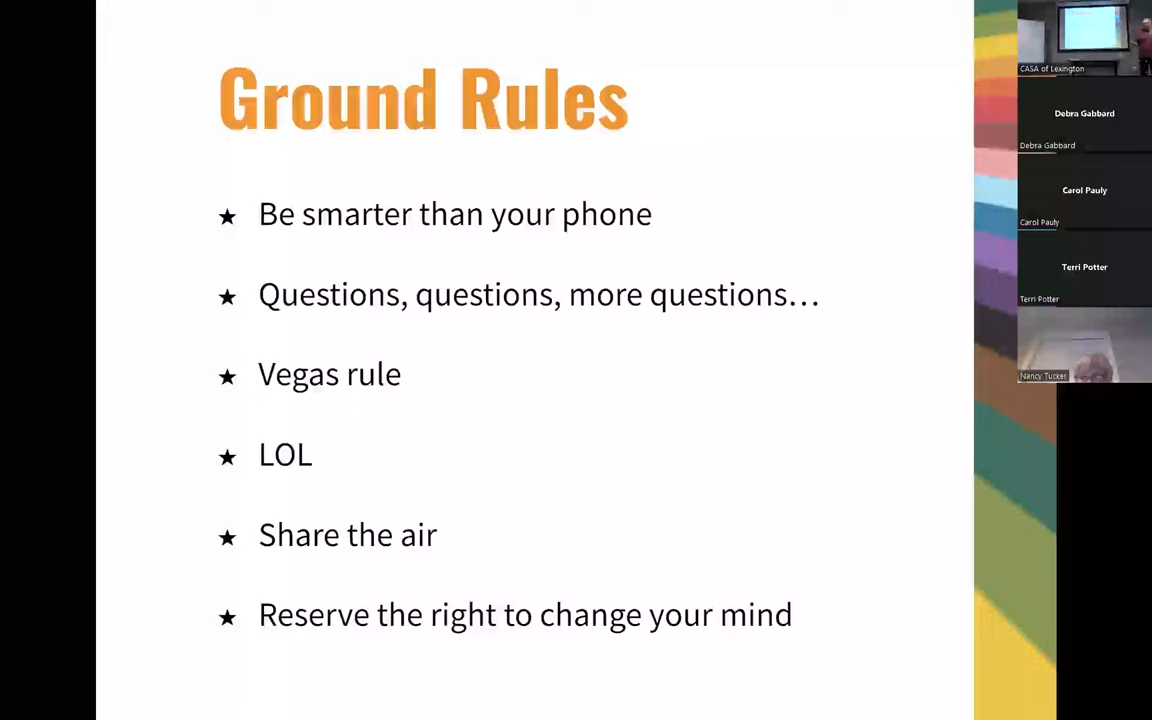 Ground Rules
★ Be smarter than your phone
★ Questions, questions, more questions…
★ Vegas rule
★ LOL
★ Share the air
★ Reserve the right to change your mind
CASA of Lexington
Debra Gabbard
Debra Gabbard
Carol Pauly
Carol Pauly
Terri Potter
Terri Potter
Nancy Tucker